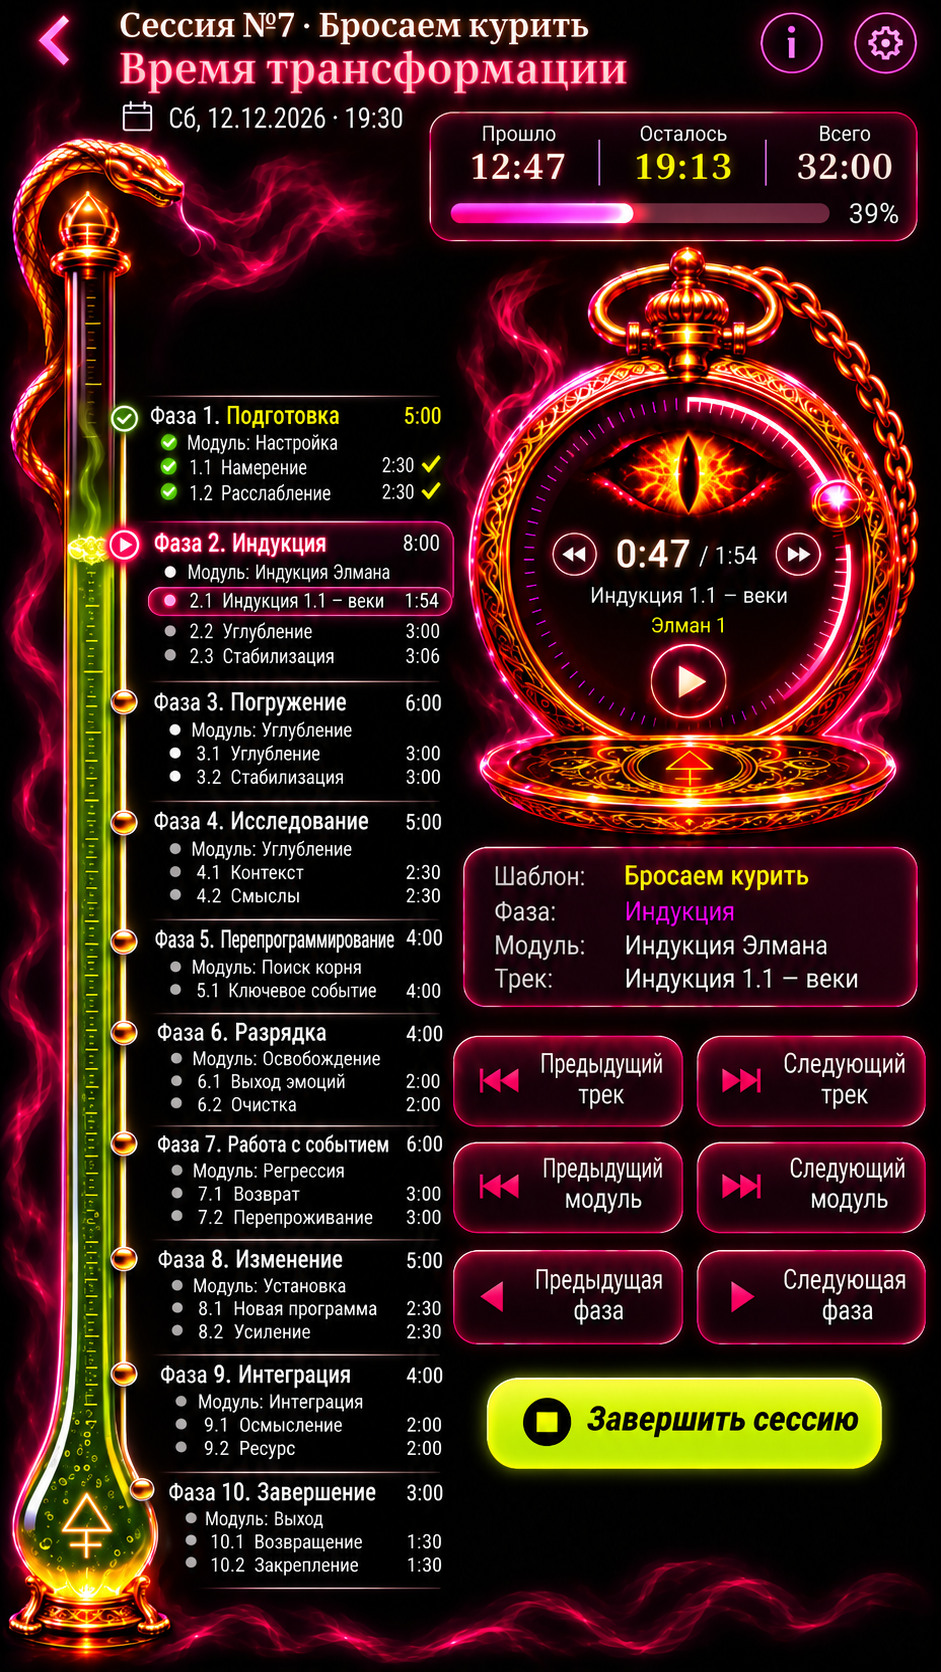 Сессия №7 · Бросаем курить
Время трансформации
Сб, 12.12.2026 · 19:30
Прошло
12:47
Осталось
19:13
Всего
32:00
39%
Фаза 1. Подготовка 5:00
Модуль: Настройка
1.1 Намерение 2:30
1.2 Расслабление 2:30
Фаза 2. Индукция 8:00
Модуль: Индукция Элмана
2.1 Индукция 1.1 – веки 1:54
2.2 Углубление 3:00
2.3 Стабилизация 3:06
Фаза 3. Погружение 6:00
Модуль: Углубление
3.1 Углубление 3:00
3.2 Стабилизация 3:00
Фаза 4. Исследование 5:00
Модуль: Углубление
4.1 Контекст 2:30
4.2 Смыслы 2:30
Фаза 5. Перепрограммирование 4:00
Модуль: Поиск корня
5.1 Ключевое событие 4:00
Фаза 6. Разрядка 4:00
Модуль: Освобождение
6.1 Выход эмоций 2:00
6.2 Очистка 2:00
Фаза 7. Работа с событием 6:00
Модуль: Регрессия
7.1 Возврат 3:00
7.2 Перепроживание 3:00
Фаза 8. Изменение 5:00
Модуль: Установка
8.1 Новая программа 2:30
8.2 Усиление 2:30
Фаза 9. Интеграция 4:00
Модуль: Интеграция
9.1 Осмысление 2:00
9.2 Ресурс 2:00
Фаза 10. Завершение 3:00
Модуль: Выход
10.1 Возвращение 1:30
10.2 Закрепление 1:30
0:47 / 1:54
Индукция 1.1 – веки
Элман 1
Шаблон: Бросаем курить
Фаза: Индукция
Модуль: Индукция Элмана
Трек: Индукция 1.1 — веки
Предыдущий
трек
Следующий
трек
Предыдущий
модуль
Следующий
модуль
Предыдущая
фаза
Следующая
фаза
Завершить сессию